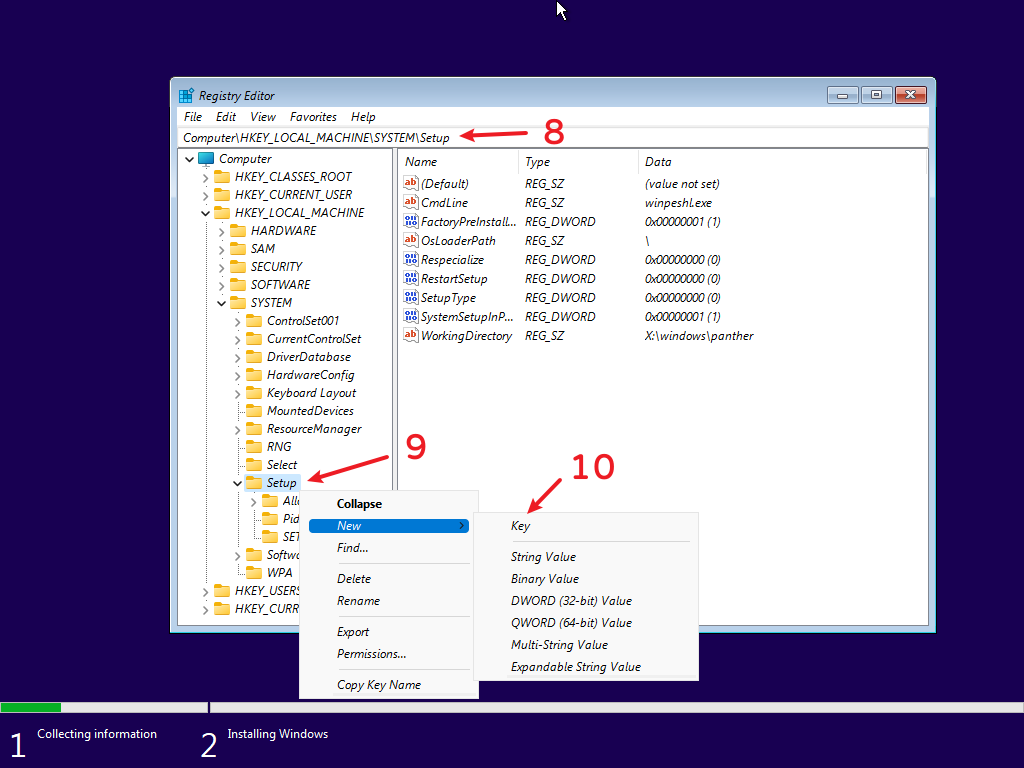 Registry Editor
File Edit View Favorites Help
Computer\HKEY_LOCAL_MACHINE\SYSTEM\Setup
8
Computer
HKEY_CLASSES_ROOT
HKEY_CURRENT_USER
HKEY_LOCAL_MACHINE
HARDWARE
SAM
SECURITY
SOFTWARE
SYSTEM
ControlSet001
CurrentControlSet
DriverDatabase
HardwareConfig
Keyboard Layout
MountedDevices
ResourceManager
RNG
Select
Setup
All
Pid
SET
Softwa
WPA
HKEY_USERS
HKEY_CURR
Name Type Data
(Default) REG_SZ (value not set)
CmdLine REG_SZ winpeshl.exe
FactoryPreInstall... REG_DWORD 0x00000001 (1)
OsLoaderPath REG_SZ \
Respecialize REG_DWORD 0x00000000 (0)
RestartSetup REG_DWORD 0x00000000 (0)
SetupType REG_DWORD 0x00000000 (0)
SystemSetupInP... REG_DWORD 0x00000001 (1)
WorkingDirectory REG_SZ X:\windows\panther
9
10
Collapse
New
Find...
Delete
Rename
Export
Permissions...
Copy Key Name
Key
String Value
Binary Value
DWORD (32-bit) Value
QWORD (64-bit) Value
Multi-String Value
Expandable String Value
1 Collecting information
2 Installing Windows